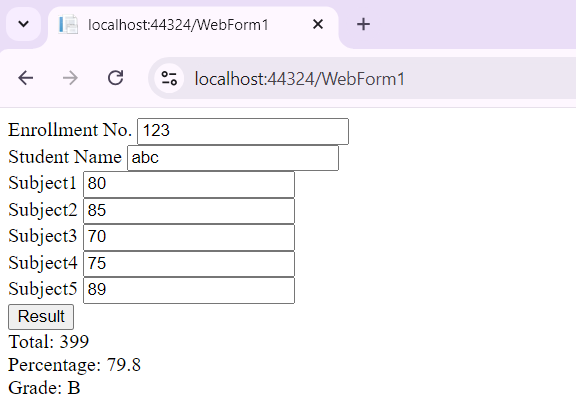 localhost:44324/WebForm1
localhost:44324/WebForm1
Enrollment No. 123
Student Name abc
Subject1 80
Subject2 85
Subject3 70
Subject4 75
Subject5 89
Result
Total: 399
Percentage: 79.8
Grade: B